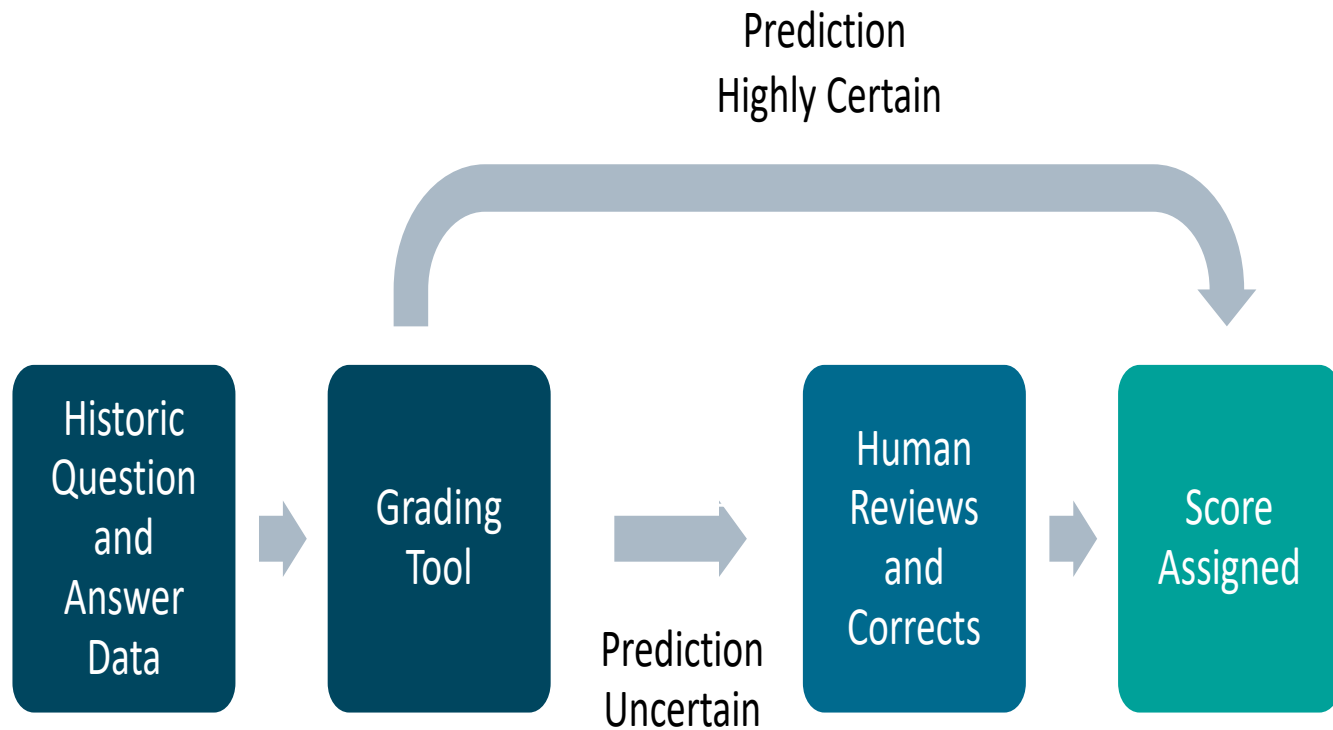 Prediction
Highly Certain
Historic
Question
and
Answer
Data
Grading
Tool
Prediction
Uncertain
Human
Reviews
and
Corrects
Score
Assigned